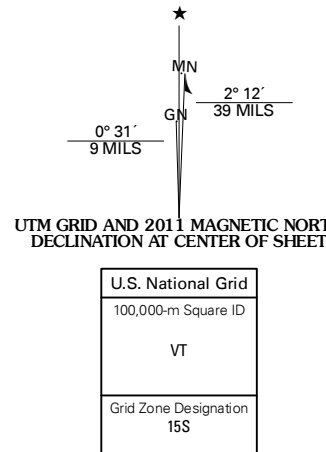 ★
MN
GN
2° 12´
39 MILS
0° 31´
9 MILS
UTM GRID AND 2011 MAGNETIC NORT
DECLINATION AT CENTER OF SHEET
U.S. National Grid
100,000-m Square ID
VT
Grid Zone Designation
15S